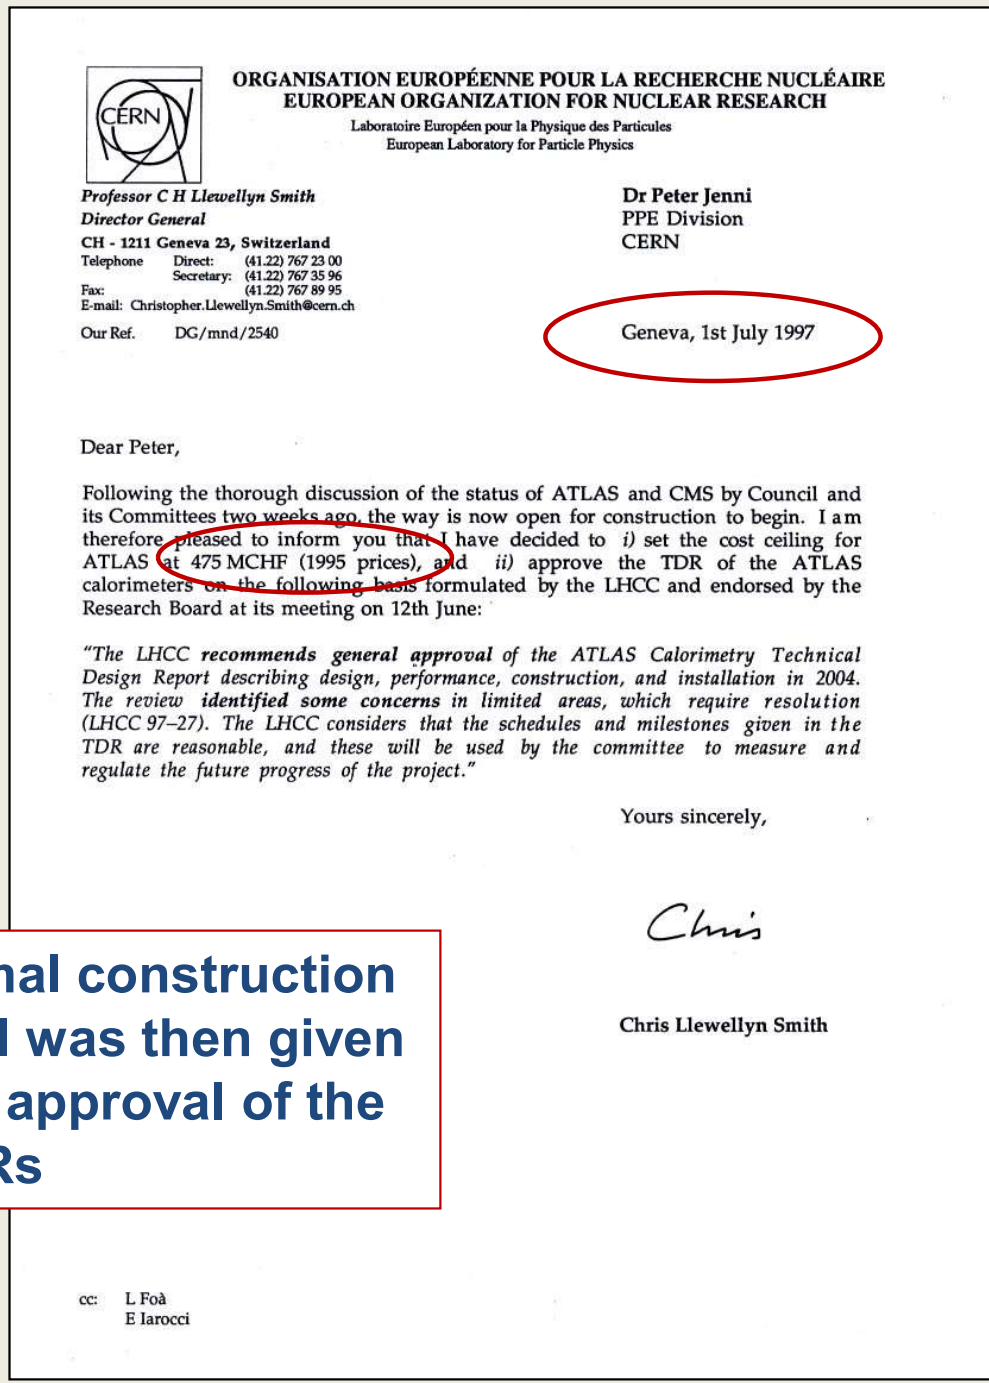 CERN
ORGANISATION EUROPÉENNE POUR LA RECHERCHE NUCLÉAIRE
EUROPEAN ORGANIZATION FOR NUCLEAR RESEARCH
Laboratoire Européen pour la Physique des Particules
European Laboratory for Particle Physics
Professor C H Llewellyn Smith
Director General
CH - 1211 Geneva 23, Switzerland
Telephone Direct: (41.22) 767 23 00
Secretary: (41.22) 767 35 96
Fax: (41.22) 767 89 95
E-mail: Christopher.Llewellyn.Smith@cern.ch
Our Ref. DG/mnd/2540
Dr Peter Jenni
PPE Division
CERN
Geneva, 1st July 1997
Dear Peter,
Following the thorough discussion of the status of ATLAS and CMS by Council and
its Committees two weeks ago, the way is now open for construction to begin. I am
therefore pleased to inform you that I have decided to i) set the cost ceiling for
ATLAS at 475 MCHF (1995 prices), and ii) approve the TDR of the ATLAS
calorimeters on the following basis formulated by the LHCC and endorsed by the
Research Board at its meeting on 12th June:
"The LHCC recommends general approval of the ATLAS Calorimetry Technical
Design Report describing design, performance, construction, and installation in 2004.
The review identified some concerns in limited areas, which require resolution
(LHCC 97–27). The LHCC considers that the schedules and milestones given in the
TDR are reasonable, and these will be used by the committee to measure and
regulate the future progress of the project."
Yours sincerely,
Chris
Chris Llewellyn Smith
nal construction
l was then given
approval of the
Rs
cc: L Foà
E Iarocci